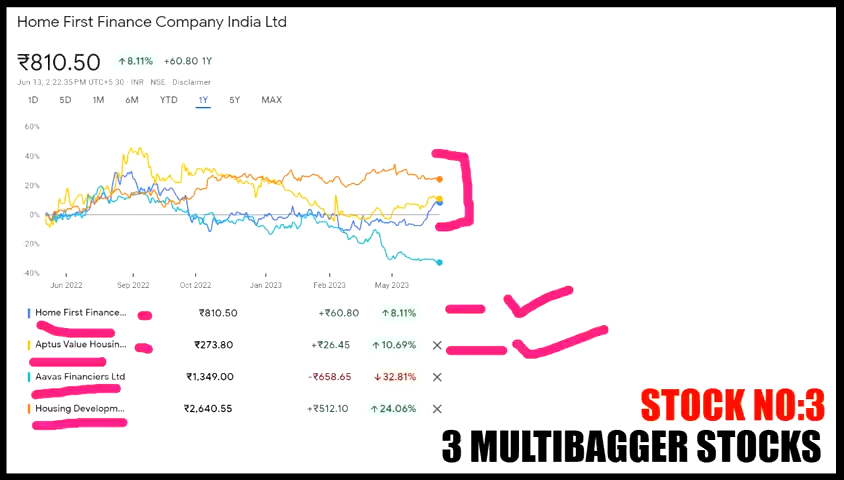 Home First Finance Company India Ltd
₹810.50 ↑8.11% +60.80 1Y
Jun 13, 2:22:35 PM UTC+5:30 · INR · NSE · Disclaimer
1D 5D 1M 6M YTD 1Y 5Y MAX
60%
40%
20%
0%
20%
40%
Jun 2022 Sep 2022 Oct 2022 Jan 2023 Feb 2023 May 2023
Home First Finance... ₹810.50 +₹60.80 ↑8.11%
Aptus Value Housin... ₹273.80 +₹26.45 ↑10.69%
Aavas Financiers Ltd ₹1,349.00 -₹658.65 ↓32.81%
Housing Developm... ₹2,640.55 +₹512.10 ↑24.06%
STOCK NO:3
3 MULTIBAGGER STOCKS